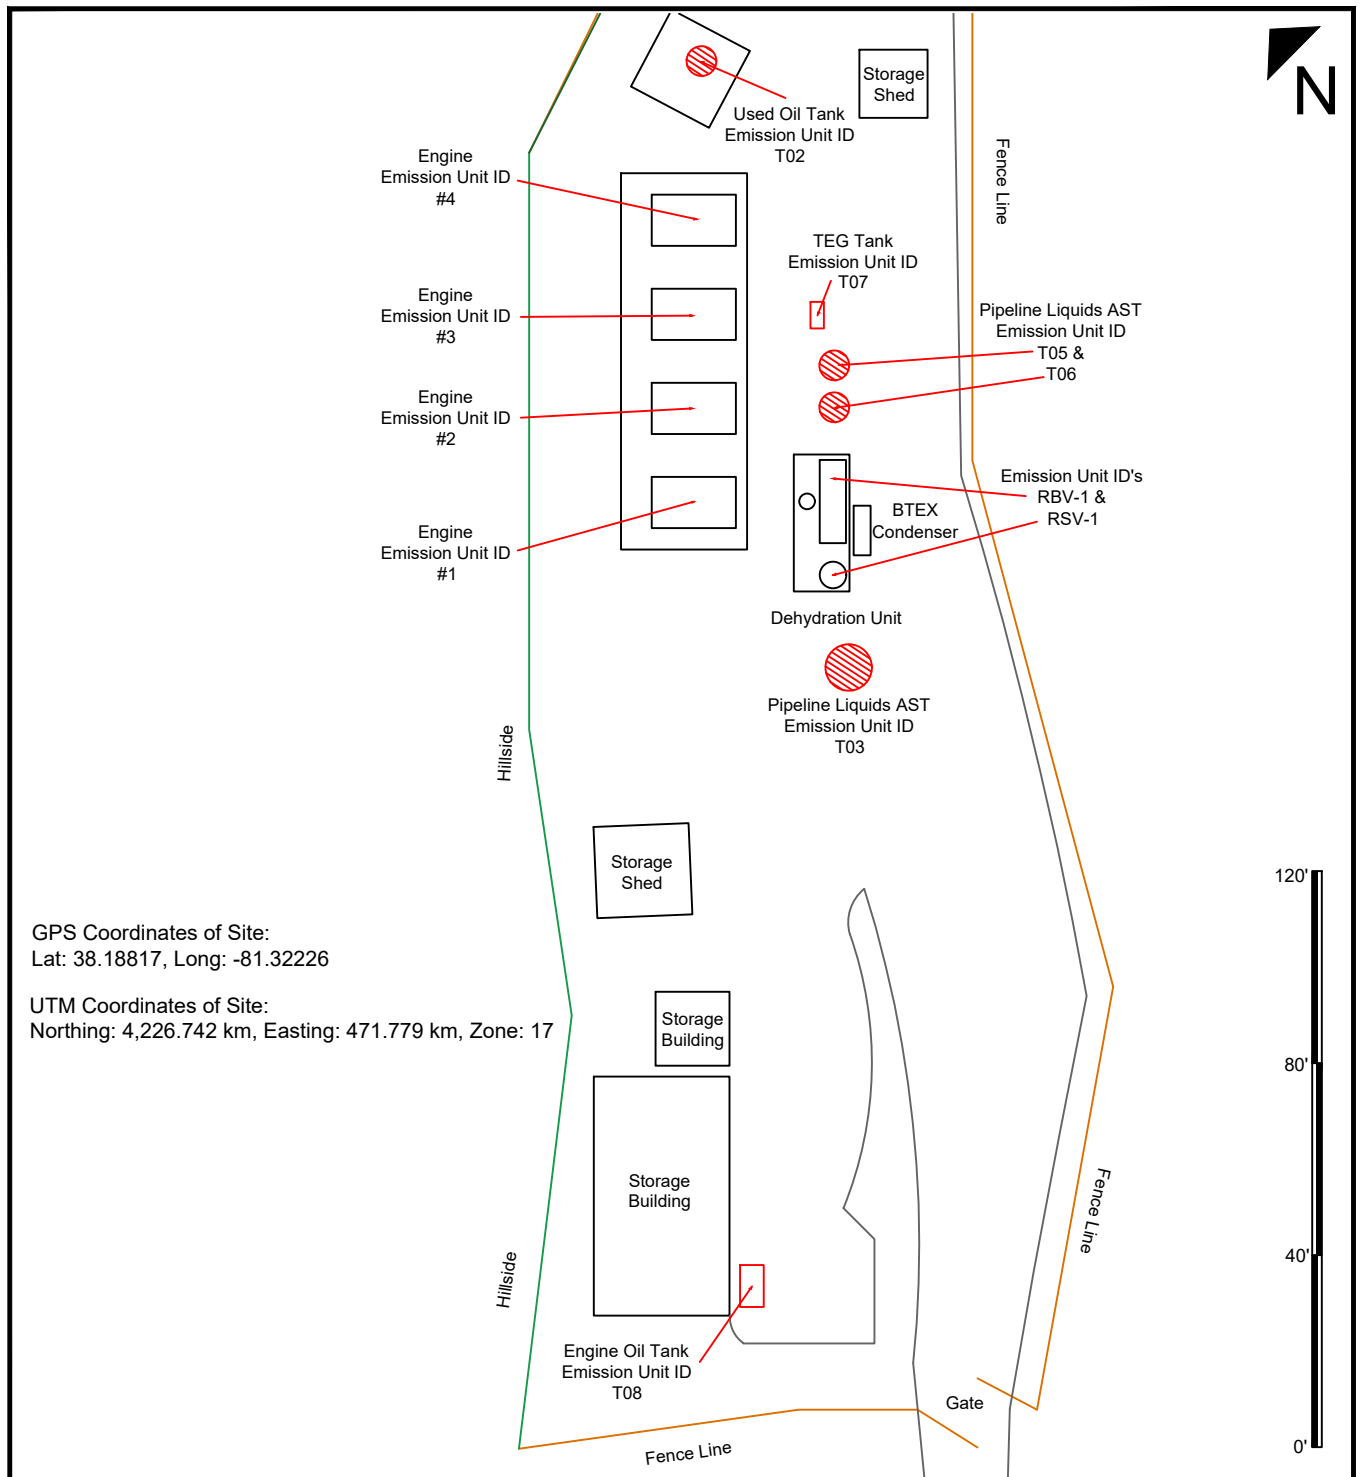 N
Storage
Shed
Used Oil Tank
Emission Unit ID
T02
Fence Line
Engine
Emission Unit ID
#4
TEG Tank
Emission Unit ID
T07
Engine
Emission Unit ID
#3
Pipeline Liquids AST
Emission Unit ID
T05 &
T06
Engine
Emission Unit ID
#2
Emission Unit ID's
RBV-1 &
RSV-1
BTEX
Condenser
Engine
Emission Unit ID
#1
Dehydration Unit
Pipeline Liquids AST
Emission Unit ID
T03
Hillside
Storage
Shed
120'
GPS Coordinates of Site:
Lat: 38.18817, Long: -81.32226
UTM Coordinates of Site:
Northing: 4,226.742 km, Easting: 471.779 km, Zone: 17
Storage
Building
80'
Storage
Building
Fence Line
Hillside
40'
Engine Oil Tank
Emission Unit ID
T08
Gate
Fence Line
0'